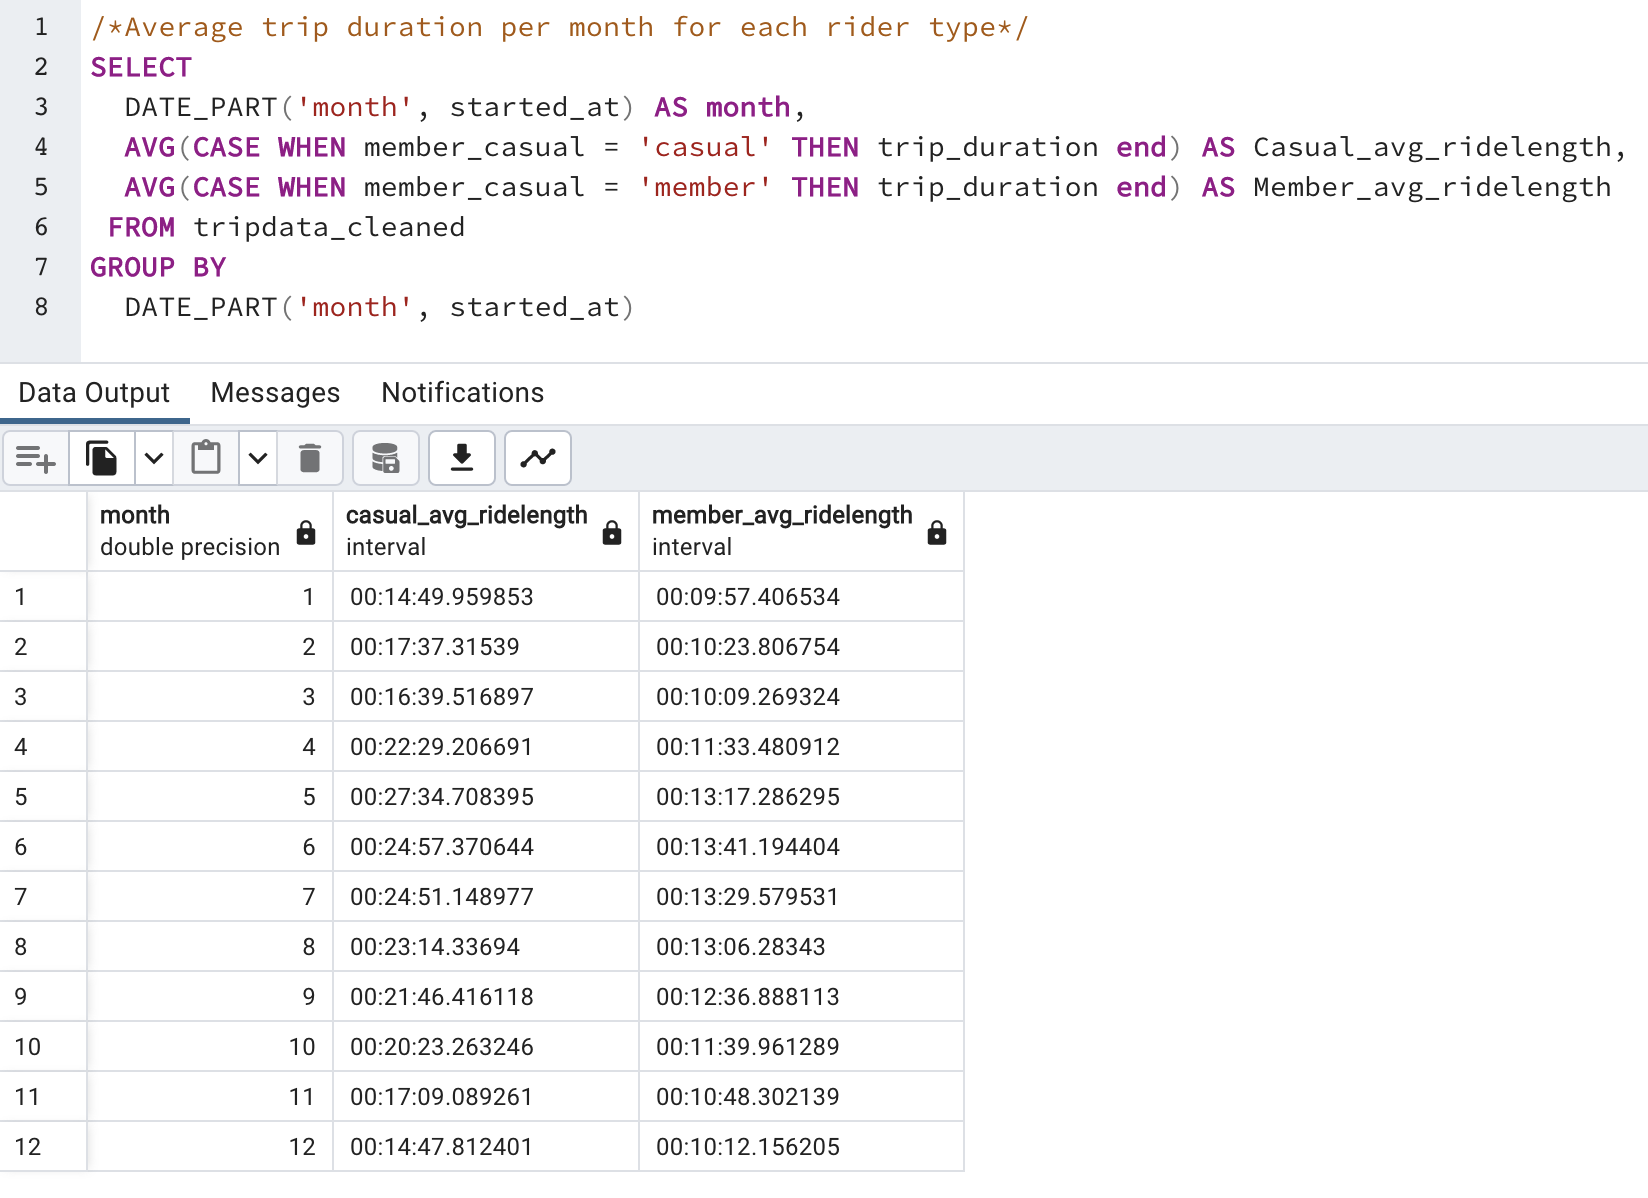 1 /*Average trip duration per month for each rider type*/
2 SELECT
3 DATE_PART('month', started_at) AS month,
4 AVG(CASE WHEN member_casual = 'casual' THEN trip_duration end) AS Casual_avg_ridelength,
5 AVG(CASE WHEN member_casual = 'member' THEN trip_duration end) AS Member_avg_ridelength
6 FROM tripdata_cleaned
7 GROUP BY
8 DATE_PART('month', started_at)
Data Output Messages Notifications
month casual_avg_ridelength member_avg_ridelength
double precision interval interval
1 1 00:14:49.959853 00:09:57.406534
2 2 00:17:37.31539 00:10:23.806754
3 3 00:16:39.516897 00:10:09.269324
4 4 00:22:29.206691 00:11:33.480912
5 5 00:27:34.708395 00:13:17.286295
6 6 00:24:57.370644 00:13:41.194404
7 7 00:24:51.148977 00:13:29.579531
8 8 00:23:14.33694 00:13:06.28343
9 9 00:21:46.416118 00:12:36.888113
10 10 00:20:23.263246 00:11:39.961289
11 11 00:17:09.089261 00:10:48.302139
12 12 00:14:47.812401 00:10:12.156205